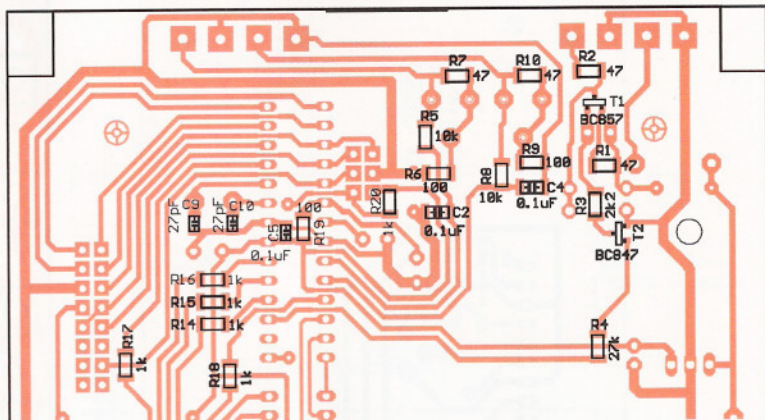 R7
47
R10
47
R2
47
T1
BC857
R5
10k
R9
100
R1
47
R6
100
R8
10k
C4
0.1uF
R20
1k
C2
0.1uF
R3
2k2
T2
BC847
C9
27pF
C10
27pF
100
R19
C5
0.1uF
R16
1k
R15
1k
R14
1k
R17
1k
R18
1k
R4
27k